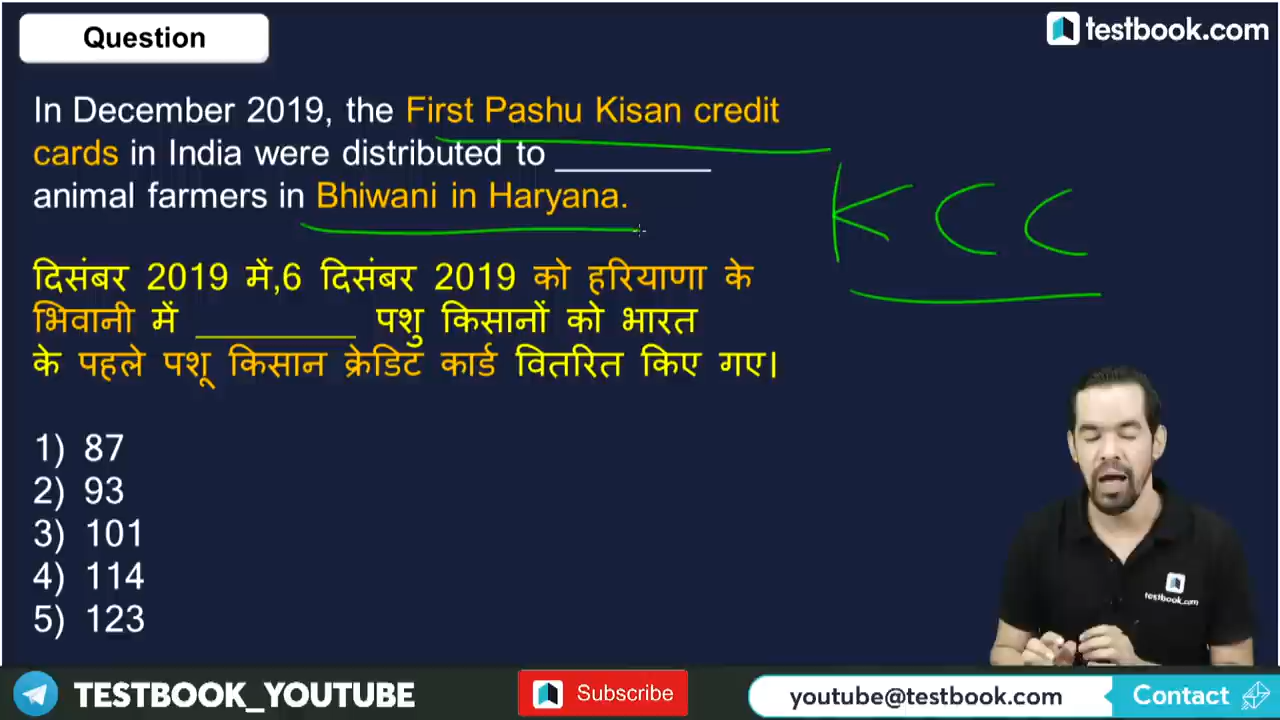 Question
testbook.com
In December 2019, the First Pashu Kisan credit
cards in India were distributed to ________
animal farmers in Bhiwani in Haryana.
KCC
दिसंबर 2019 में,6 दिसंबर 2019 को हरियाणा के
भिवानी में ________ पशु किसानों को भारत
के पहले पशू किसान क्रेडिट कार्ड वितरित किए गए।
1) 87
2) 93
3) 101
4) 114
5) 123
testbook.com
TESTBOOK_YOUTUBE
Subscribe
youtube@testbook.com
Contact